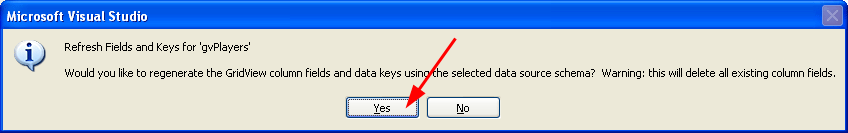 Microsoft Visual Studio
Refresh Fields and Keys for 'gvPlayers'
Would you like to regenerate the GridView column fields and data keys using the selected data source schema? Warning: this will delete all existing column fields.
Yes No